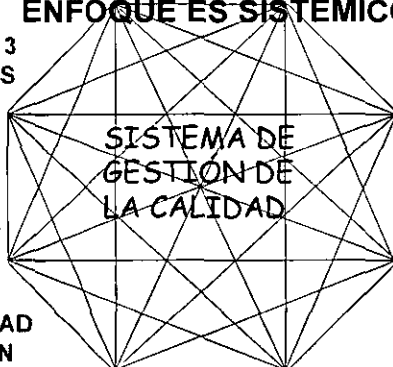 ENFOQUE ES SISTEMICO
3
S
SISTEMA DE
GESTIÓN DE
LA CALIDAD
AD
N